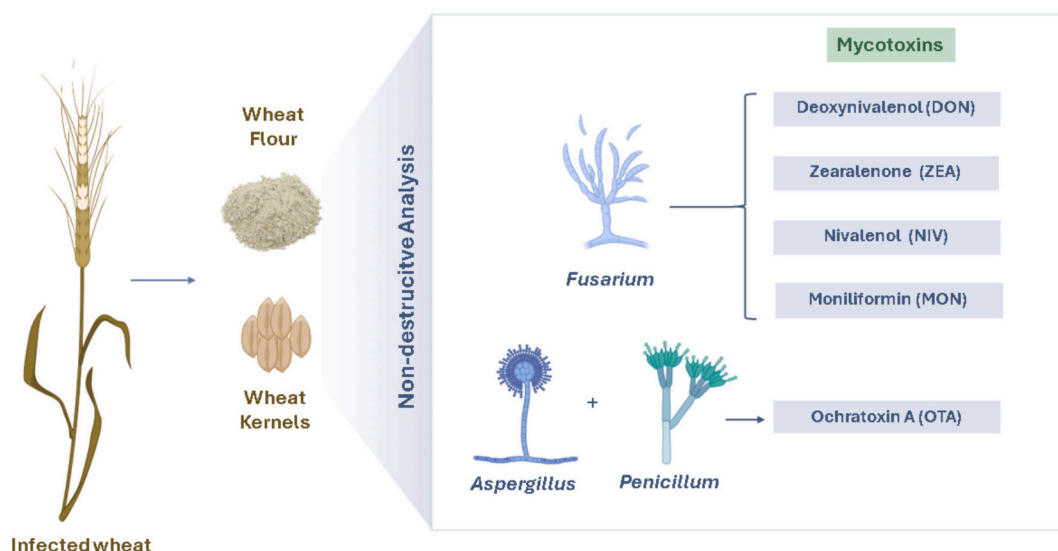 Mycotoxins
Wheat
Flour
Wheat
Kernels
Infected wheat
Non-destrucitve Analysis
Fusarium
Deoxynivalenol (DON)
Zearalenone (ZEA)
Nivalenol (NIV)
Moniliformin (MON)
Aspergillus
+
Penicillum
Ochratoxin A (OTA)